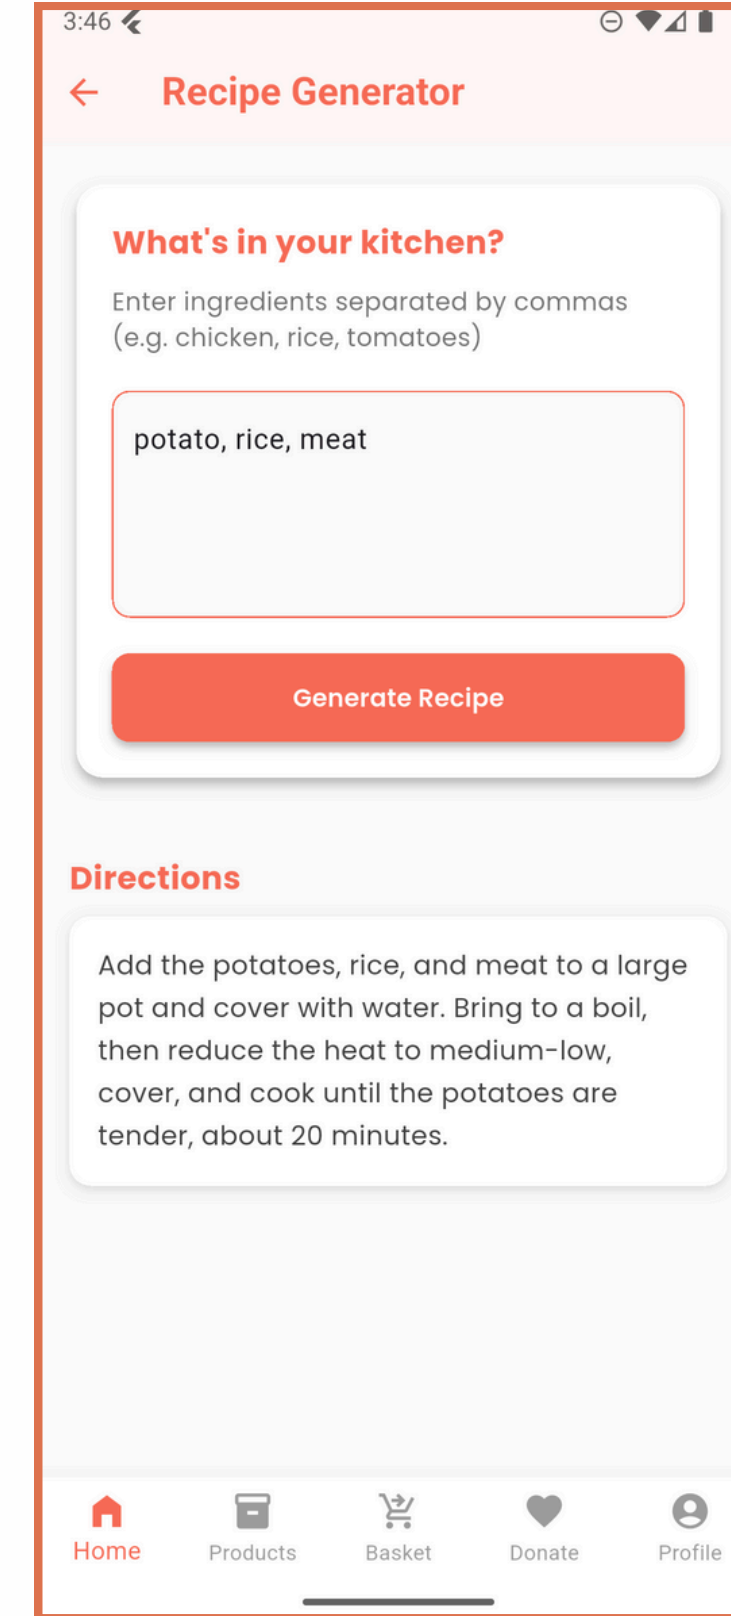 3:46
Recipe Generator
What's in your kitchen?
Enter ingredients separated by commas
(e.g. chicken, rice, tomatoes)
potato, rice, meat
Generate Recipe
Directions
Add the potatoes, rice, and meat to a large
pot and cover with water. Bring to a boil,
then reduce the heat to medium-low,
cover, and cook until the potatoes are
tender, about 20 minutes.
Home Products Basket Donate Profile